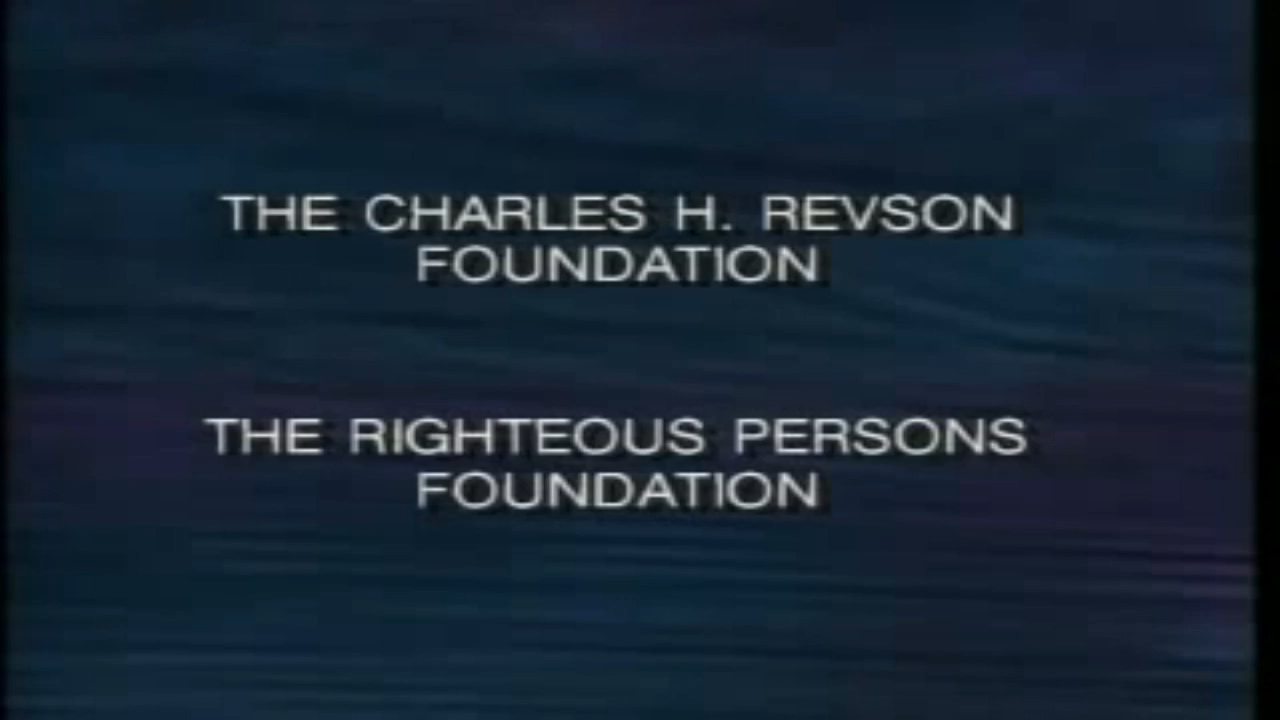 THE CHARLES H. REVSON
FOUNDATION
THE RIGHTEOUS PERSONS
FOUNDATION